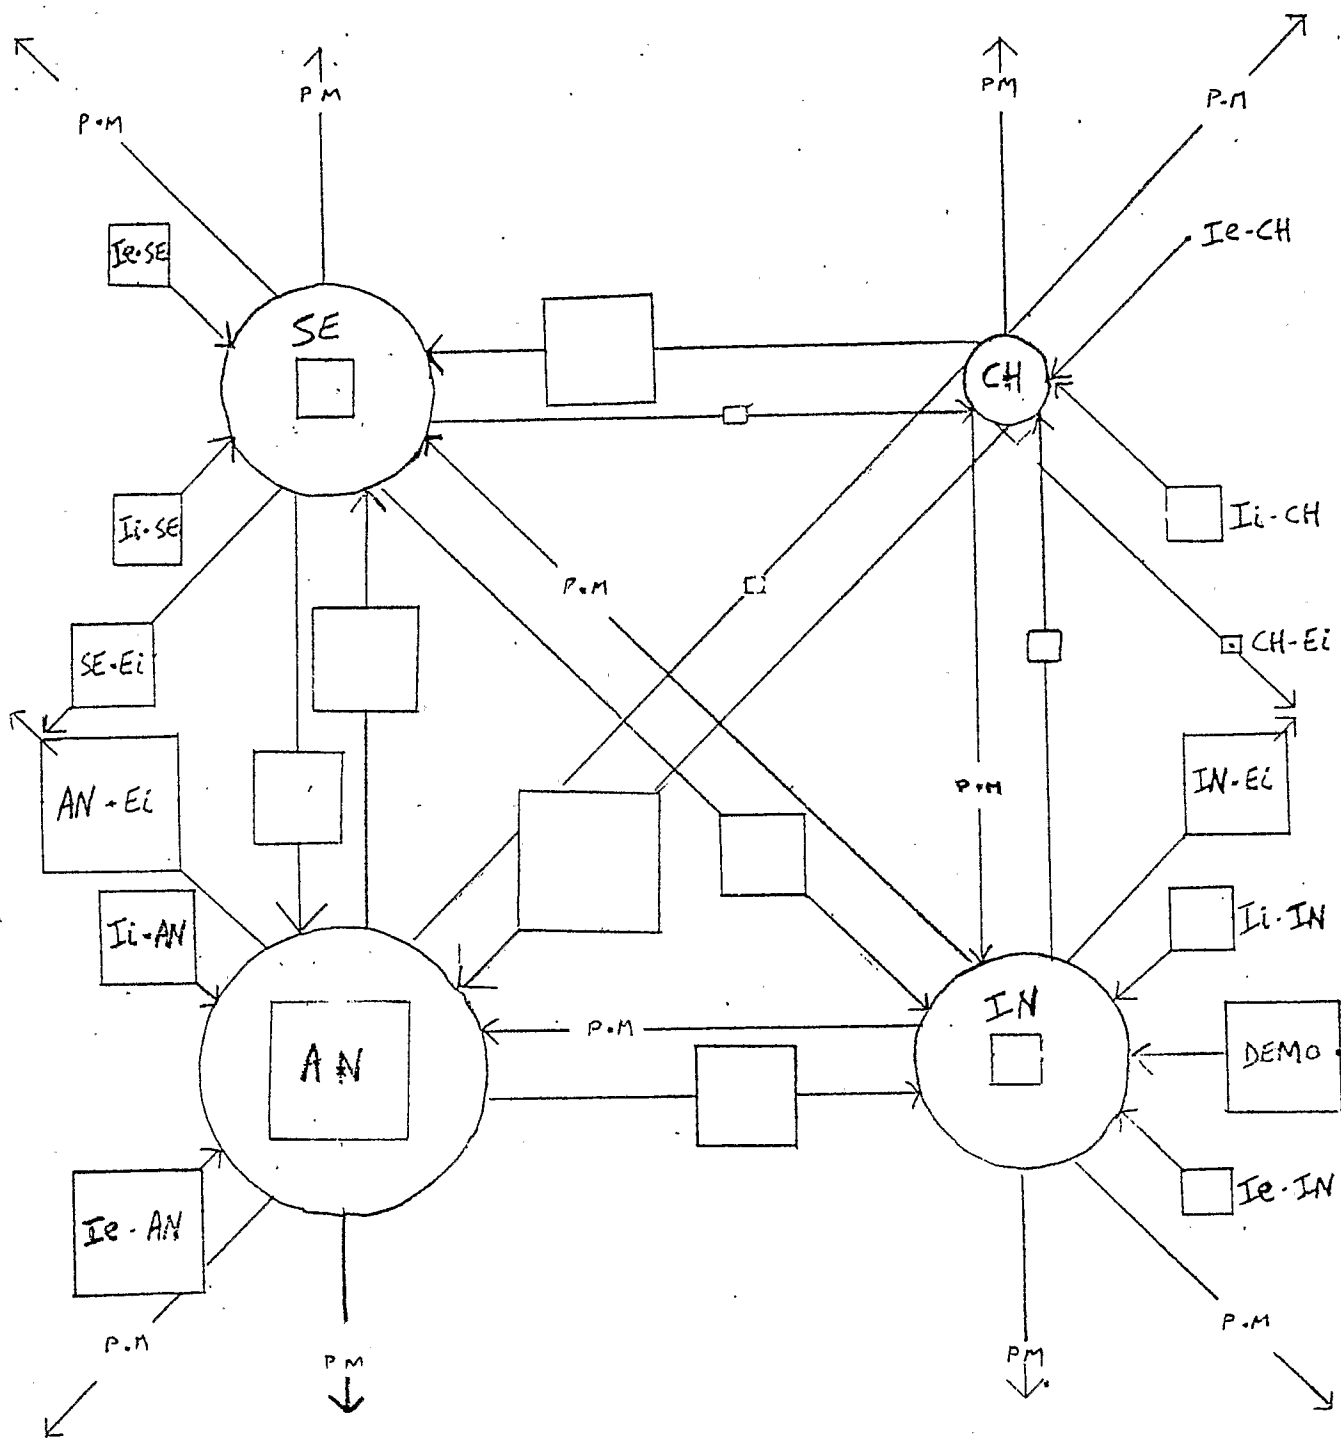 P.M
PM
PM
P.M
Ie.SE
Ie-CH
SE
CH
Ii.SE
Ii-CH
P.M
SE.Ei
CH-Ei
AN-Ei
P.M
IN-Ei
Ii-AN
Ii-IN
IN
P.M
DEMO.
AN
Ie-AN
Ie-IN
P.M
PM
PM
P.M